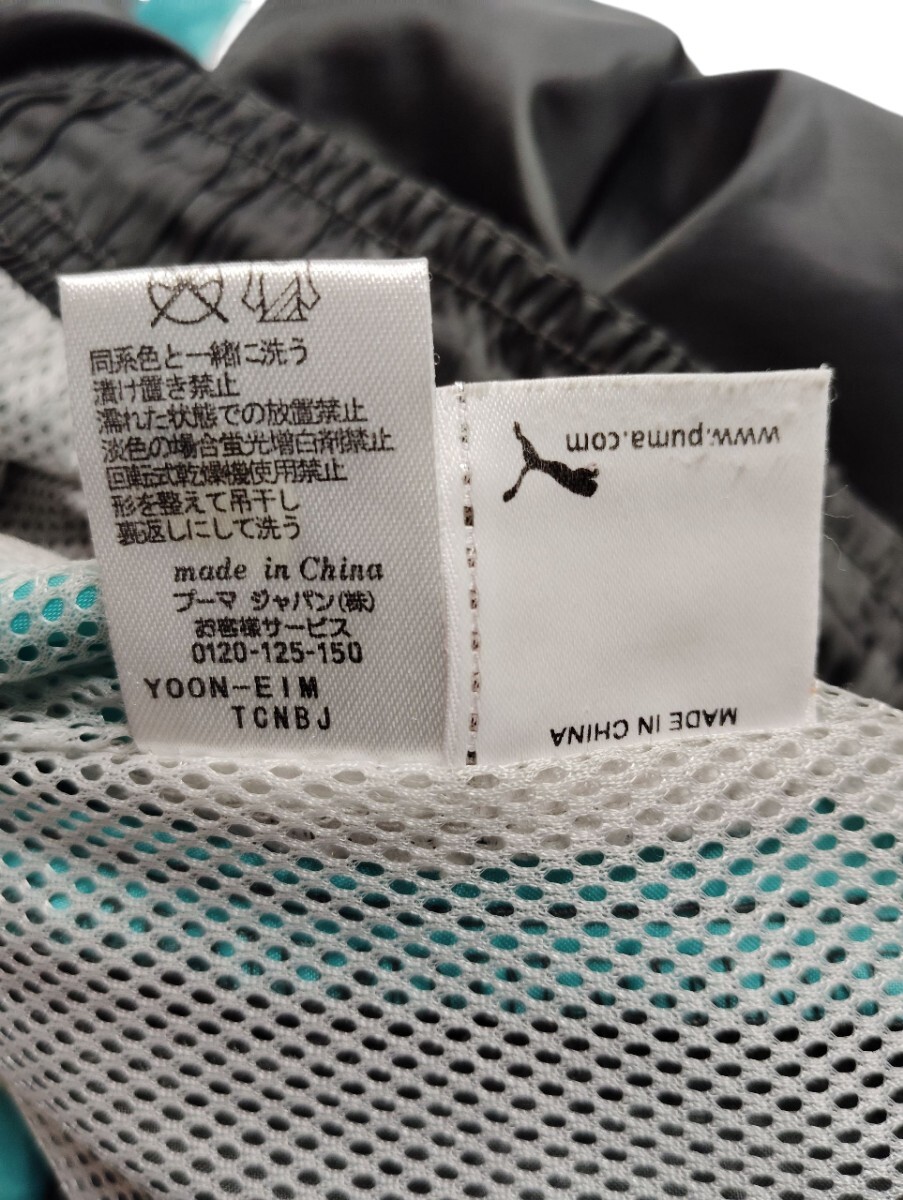 同系色と一緒に洗う
漬け置き禁止
濡れた状態での放置禁止
淡色の場合蛍光増白剤禁止
回転式乾燥機使用禁止
形を整えて吊干し
裏返しにして洗う
made in China
プーマ ジャパン(株)
お客様サービス
0120-125-150
YOON-EIM
TCNBJ
www.puma.com
MADE IN CHINA